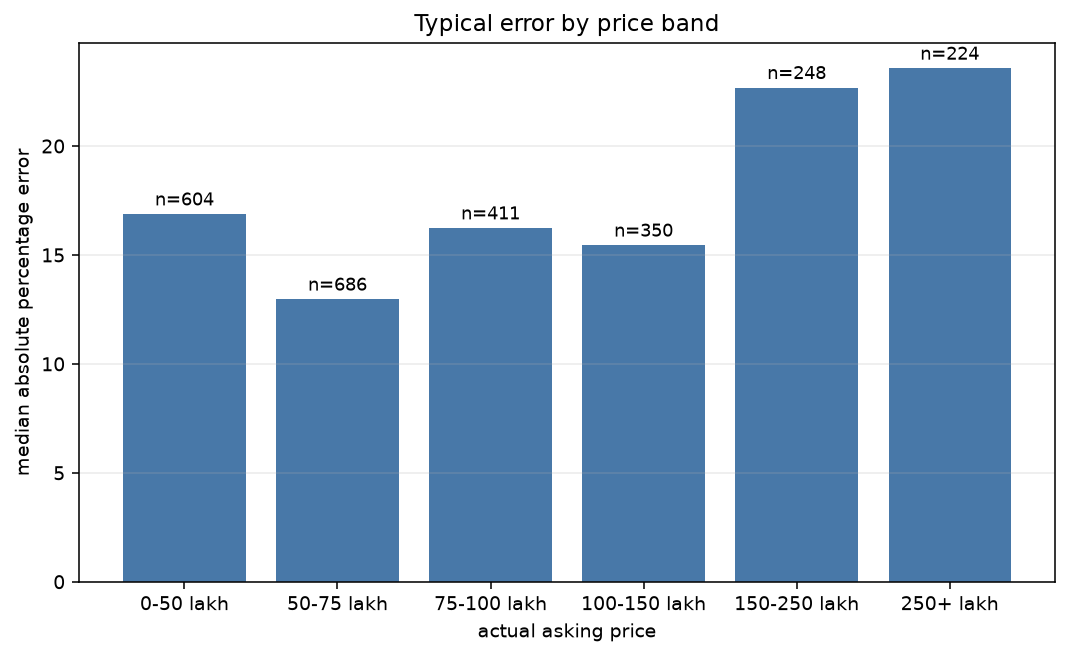 Typical error by price band
median absolute percentage error
20
15
10
5
0
n=604
n=686
n=411
n=350
n=248
n=224
0-50 lakh
50-75 lakh
75-100 lakh
100-150 lakh
150-250 lakh
250+ lakh
actual asking price